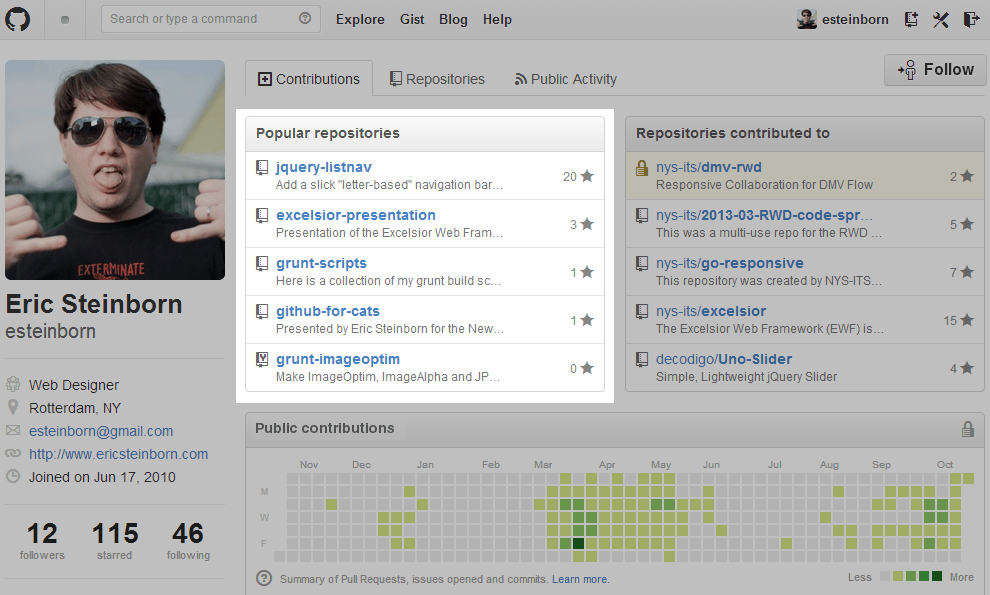 Search or type a command
Explore Gist Blog Help
esteinborn
Contributions
Repositories
Public Activity
Follow
EXTERMINATE
Eric Steinborn
esteinborn
Web Designer
Rotterdam, NY
esteinborn@gmail.com
http://www.ericsteinborn.com
Joined on Jun 17, 2010
12 115 46
followers starred following
Popular repositories
jquery-listnav
Add a slick "letter-based" navigation bar…
20
excelsior-presentation
Presentation of the Excelsior Web Fram…
3
grunt-scripts
Here is a collection of my grunt build sc…
1
github-for-cats
Presented by Eric Steinborn for the New…
1
grunt-imageoptim
Make ImageOptim, ImageAlpha and JP…
0
Repositories contributed to
nys-its/dmv-rwd
Responsive Collaboration for DMV Flow
2
nys-its/2013-03-RWD-code-spr…
This was a multi-use repo for the RWD …
5
nys-its/go-responsive
This repository was created by NYS-ITS…
7
nys-its/excelsior
The Excelsior Web Framework (EWF) is…
15
decodigo/Uno-Slider
Simple, Lightweight jQuery Slider
4
Public contributions
Nov Dec Jan Feb Mar Apr May Jun Jul Aug Sep Oct
M
W
F
Summary of Pull Requests, issues opened and commits. Learn more.
Less More